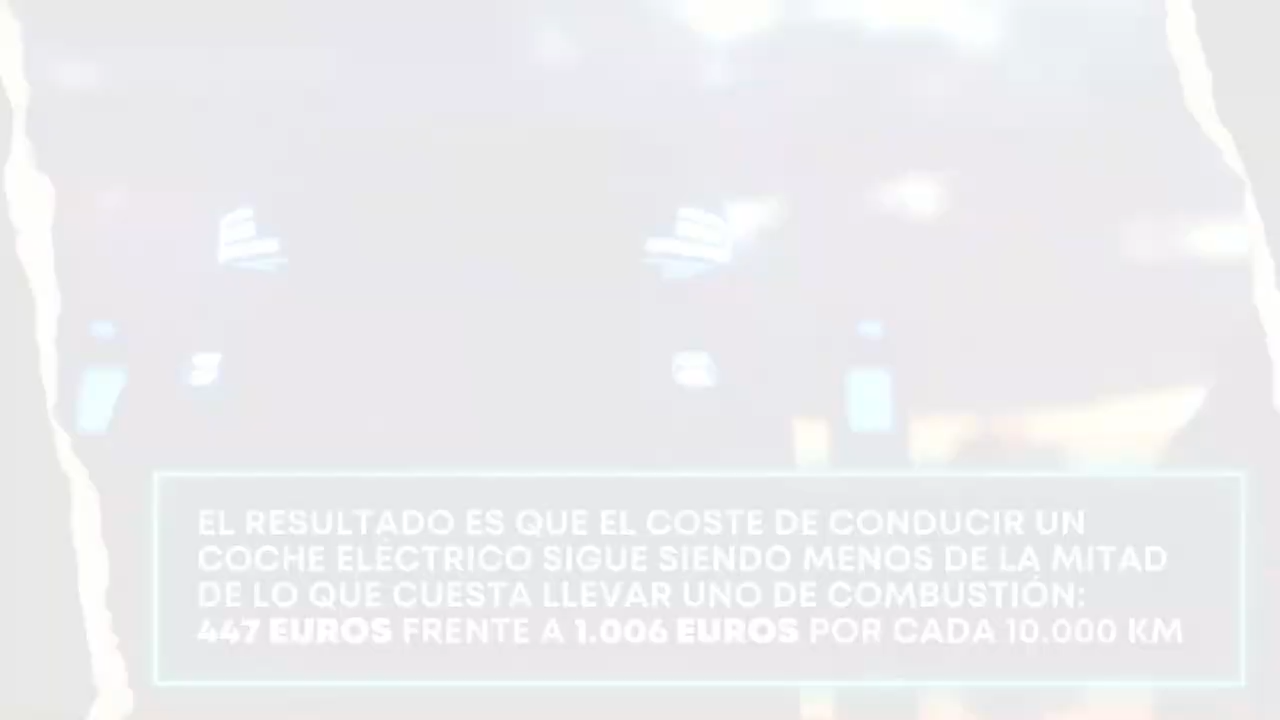 EL RESULTADO ES QUE EL COSTE DE CONDUCIR UN
COCHE ELÉCTRICO SIGUE SIENDO MENOS DE LA MITAD
DE LO QUE CUESTA LLEVAR UNO DE COMBUSTIÓN:
447 EUROS FRENTE A 1.006 EUROS POR CADA 10.000 KM